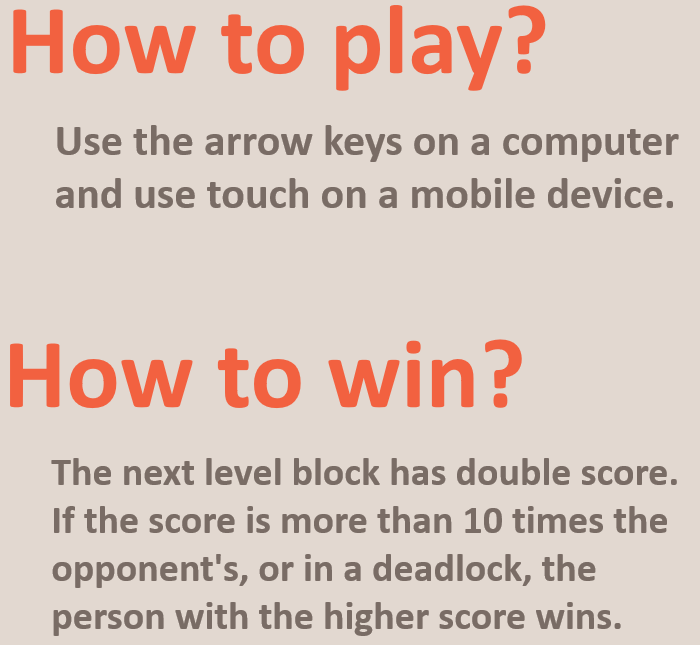 How to play?
Use the arrow keys on a computer
and use touch on a mobile device.
How to win?
The next level block has double score.
If the score is more than 10 times the
opponent's, or in a deadlock, the
person with the higher score wins.